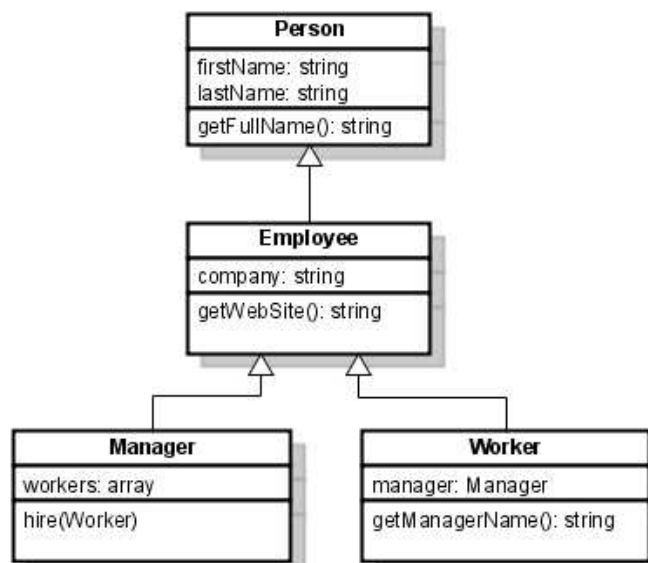 Person
firstName: string
lastName: string
getFullName(): string
Employee
company: string
getWebSite(): string
Manager
workers: array
hire(Worker)
Worker
manager: Manager
getManagerName(): string